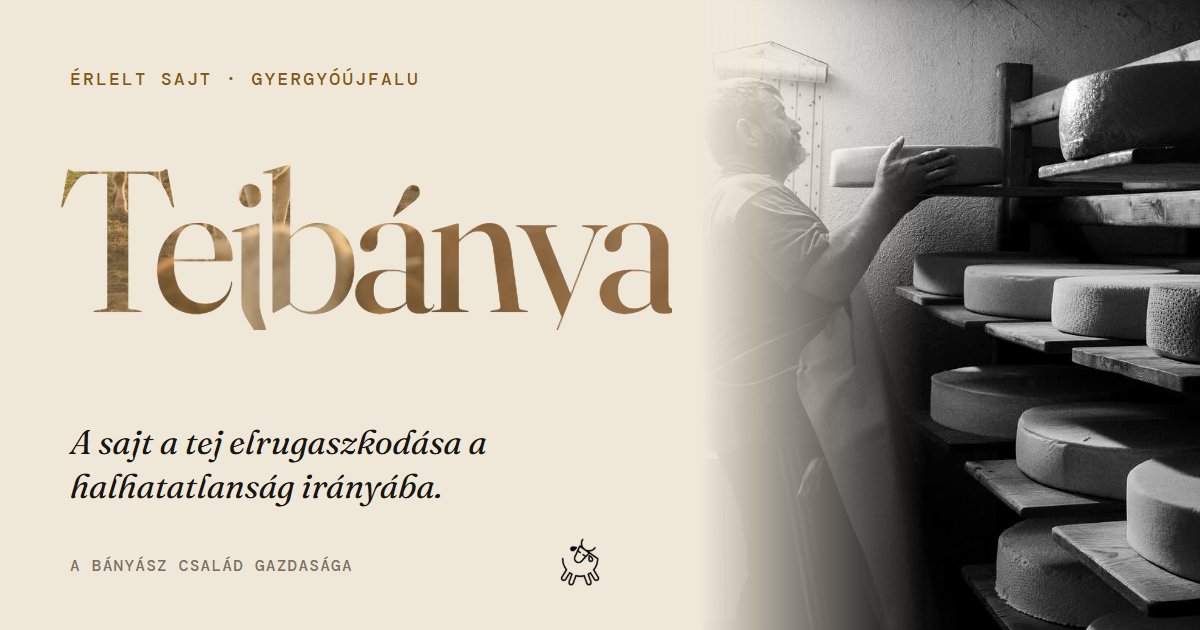 ÉRLELT SAJT · GYERGYÓÚJFALU
Tejbánya
A sajt a tej elrugaszkodása a
halhatatlanság irányába.
A BÁNYÁSZ CSALÁD GAZDASÁGA